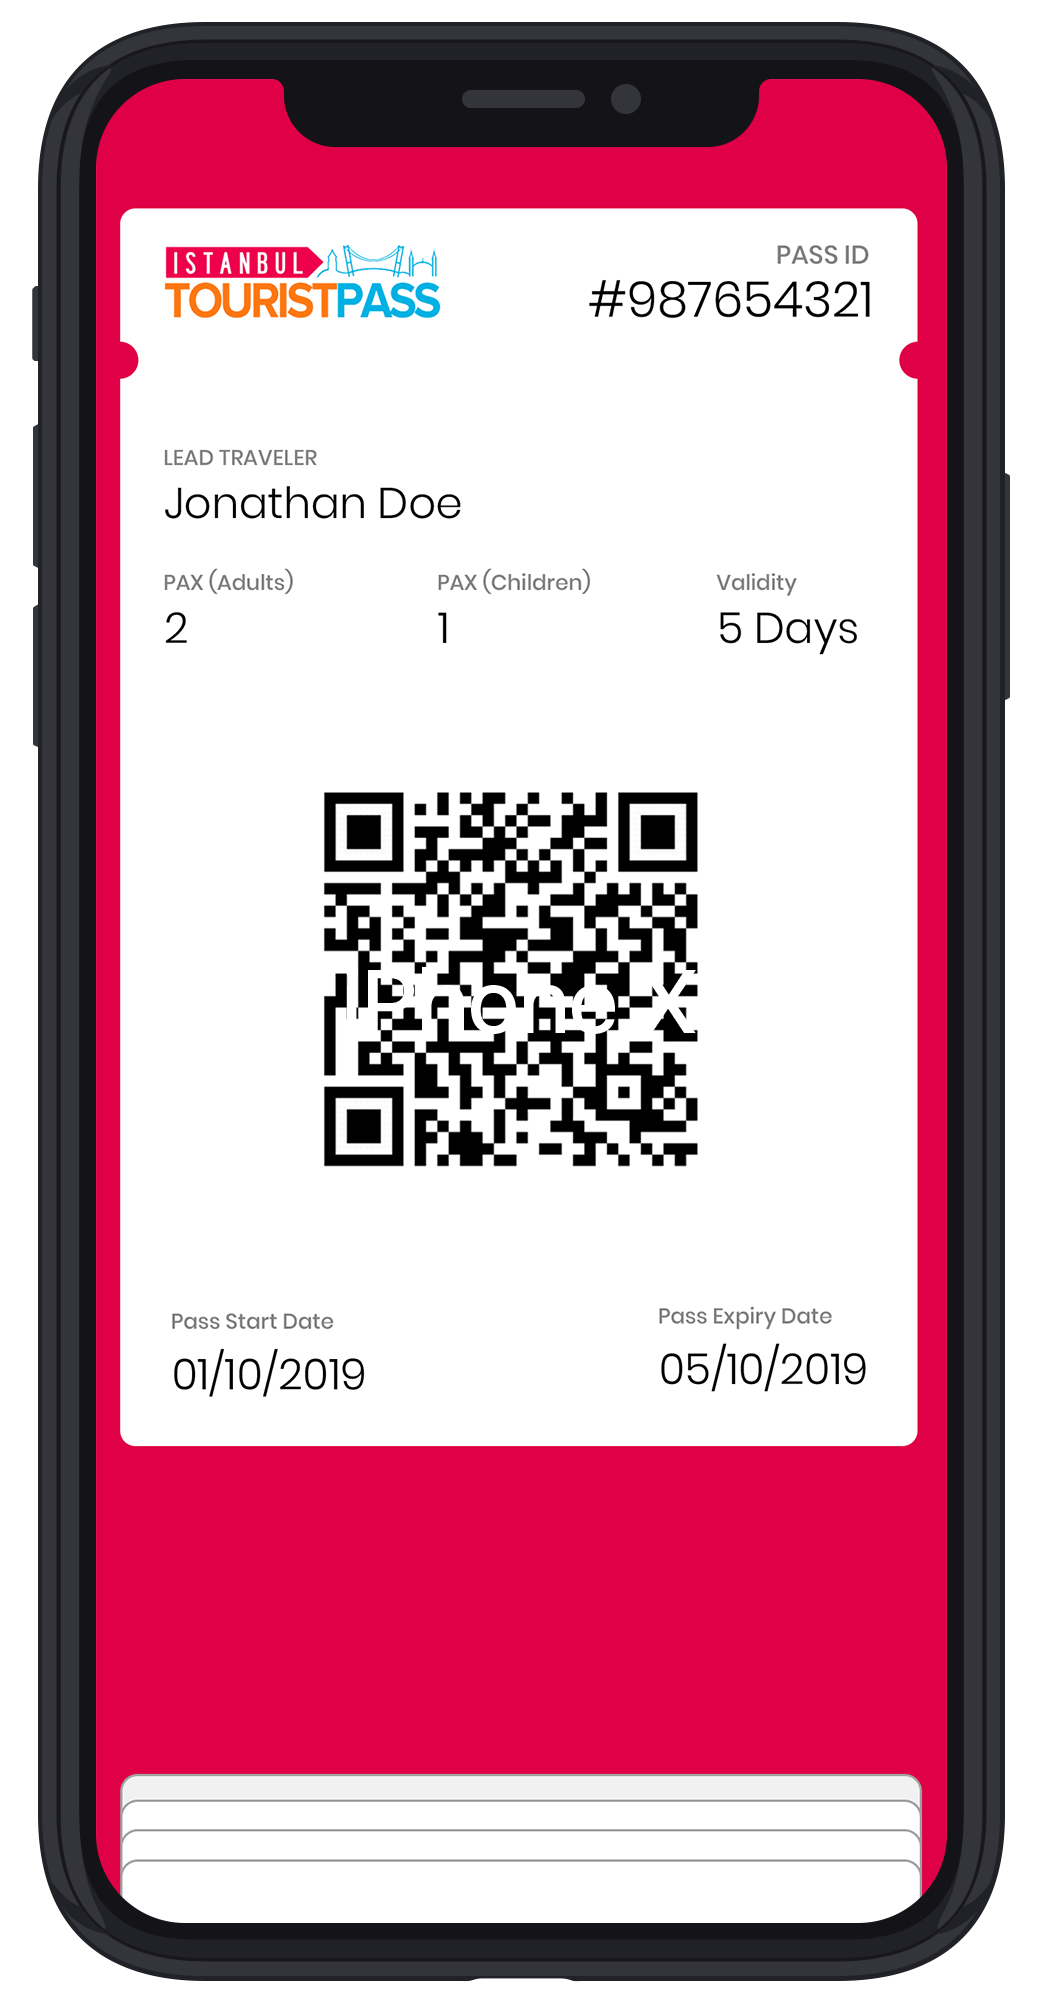 ISTANBUL
TOURISTPASS
PASS ID
#987654321
LEAD TRAVELER
Jonathan Doe
PAX (Adults)
PAX (Children)
Validity
2
1
5 Days
iPhone X
Pass Start Date
Pass Expiry Date
01/10/2019
05/10/2019